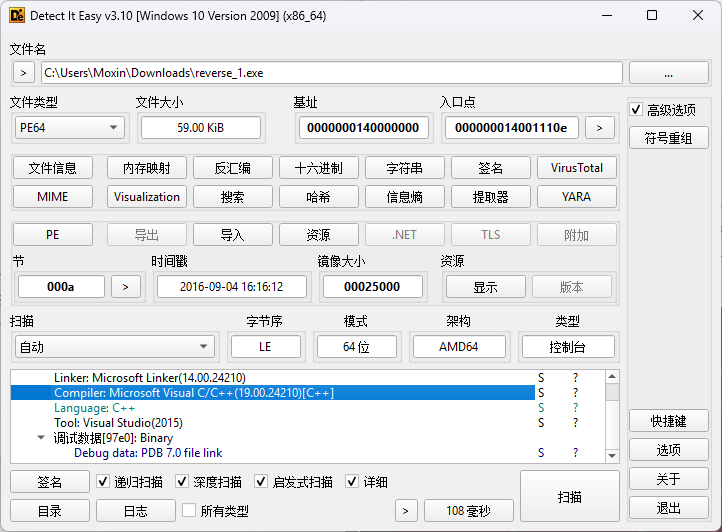 Detect It Easy v3.10 [Windows 10 Version 2009] (x86_64)
文件名
> C:\Users\Moxin\Downloads\reverse_1.exe ...
文件类型 文件大小 基址 入口点 高级选项
PE64 59.00 KiB 0000000140000000 000000014001110e > 符号重组
文件信息 内存映射 反汇编 十六进制 字符串 签名 VirusTotal
MIME Visualization 搜索 哈希 信息熵 提取器 YARA
PE 导出 导入 资源 .NET TLS 附加
节 时间戳 镜像大小 资源
000a > 2016-09-04 16:16:12 00025000 显示 版本
扫描 字节序 模式 架构 类型
自动 LE 64 位 AMD64 控制台
Linker: Microsoft Linker(14.00.24210) S ?
Compiler: Microsoft Visual C/C++(19.00.24210)[C++] S ?
Language: C++ S ?
Tool: Visual Studio(2015) S ?
调试数据[97e0]: Binary
Debug data: PDB 7.0 file link S ?
快捷键
选项
签名 递归扫描 深度扫描 启发式扫描 详细 扫描 关于
目录 日志 所有类型 > 108 毫秒 退出